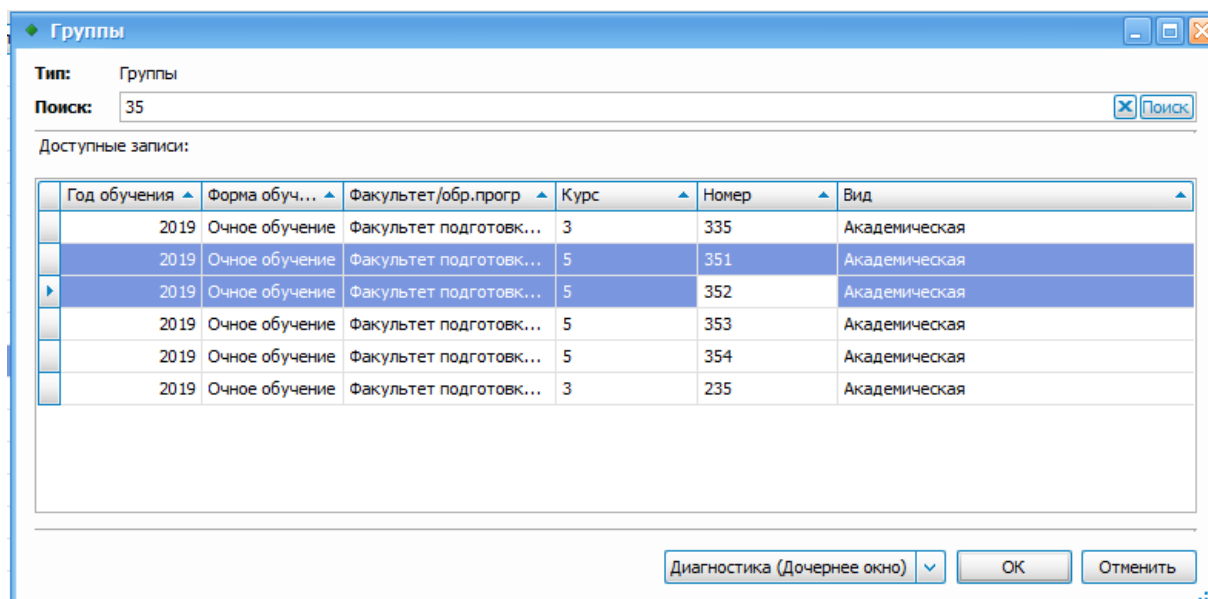 Группы
Тип: Группы
Поиск: 35 Поиск
Доступные записи:
Год обучения Форма обуч... Факультет/обр.прогр Курс Номер Вид
2019 Очное обучение Факультет подготовк... 3 335 Академическая
2019 Очное обучение Факультет подготовк... 5 351 Академическая
2019 Очное обучение Факультет подготовк... 5 352 Академическая
2019 Очное обучение Факультет подготовк... 5 353 Академическая
2019 Очное обучение Факультет подготовк... 5 354 Академическая
2019 Очное обучение Факультет подготовк... 3 235 Академическая
Диагностика (Дочернее окно) ОК Отменить